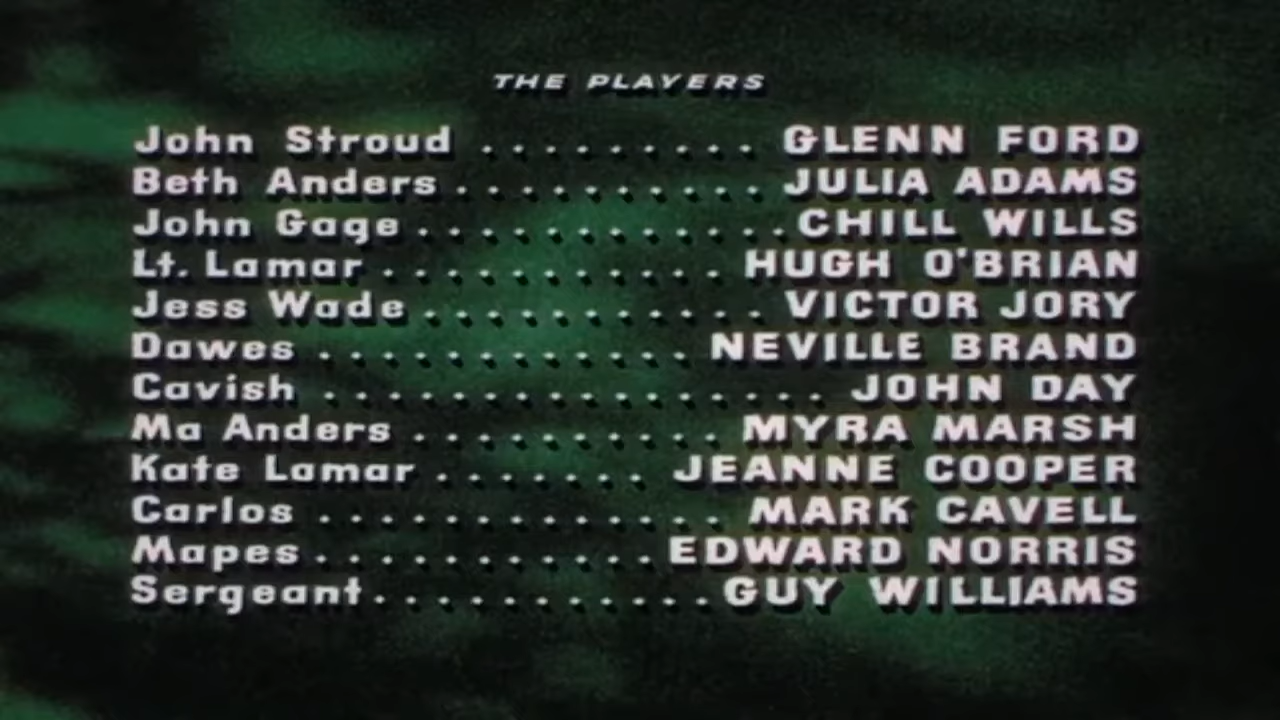 THE PLAYERS
John Stroud . . . . . . . . . GLENN FORD
Beth Anders . . . . . . . . . . JULIA ADAMS
John Gage . . . . . . . . . . . . CHILL WILLS
Lt. Lamar . . . . . . . . . . . HUGH O'BRIAN
Jess Wade . . . . . . . . . . . VICTOR JORY
Dawes . . . . . . . . . . . . NEVILLE BRAND
Cavish . . . . . . . . . . . . . . . . JOHN DAY
Ma Anders . . . . . . . . . . MYRA MARSH
Kate Lamar . . . . . . . JEANNE COOPER
Carlos . . . . . . . . . . . . . MARK CAVELL
Mapes . . . . . . . . . . . EDWARD NORRIS
Sergeant . . . . . . . . . . . GUY WILLIAMS